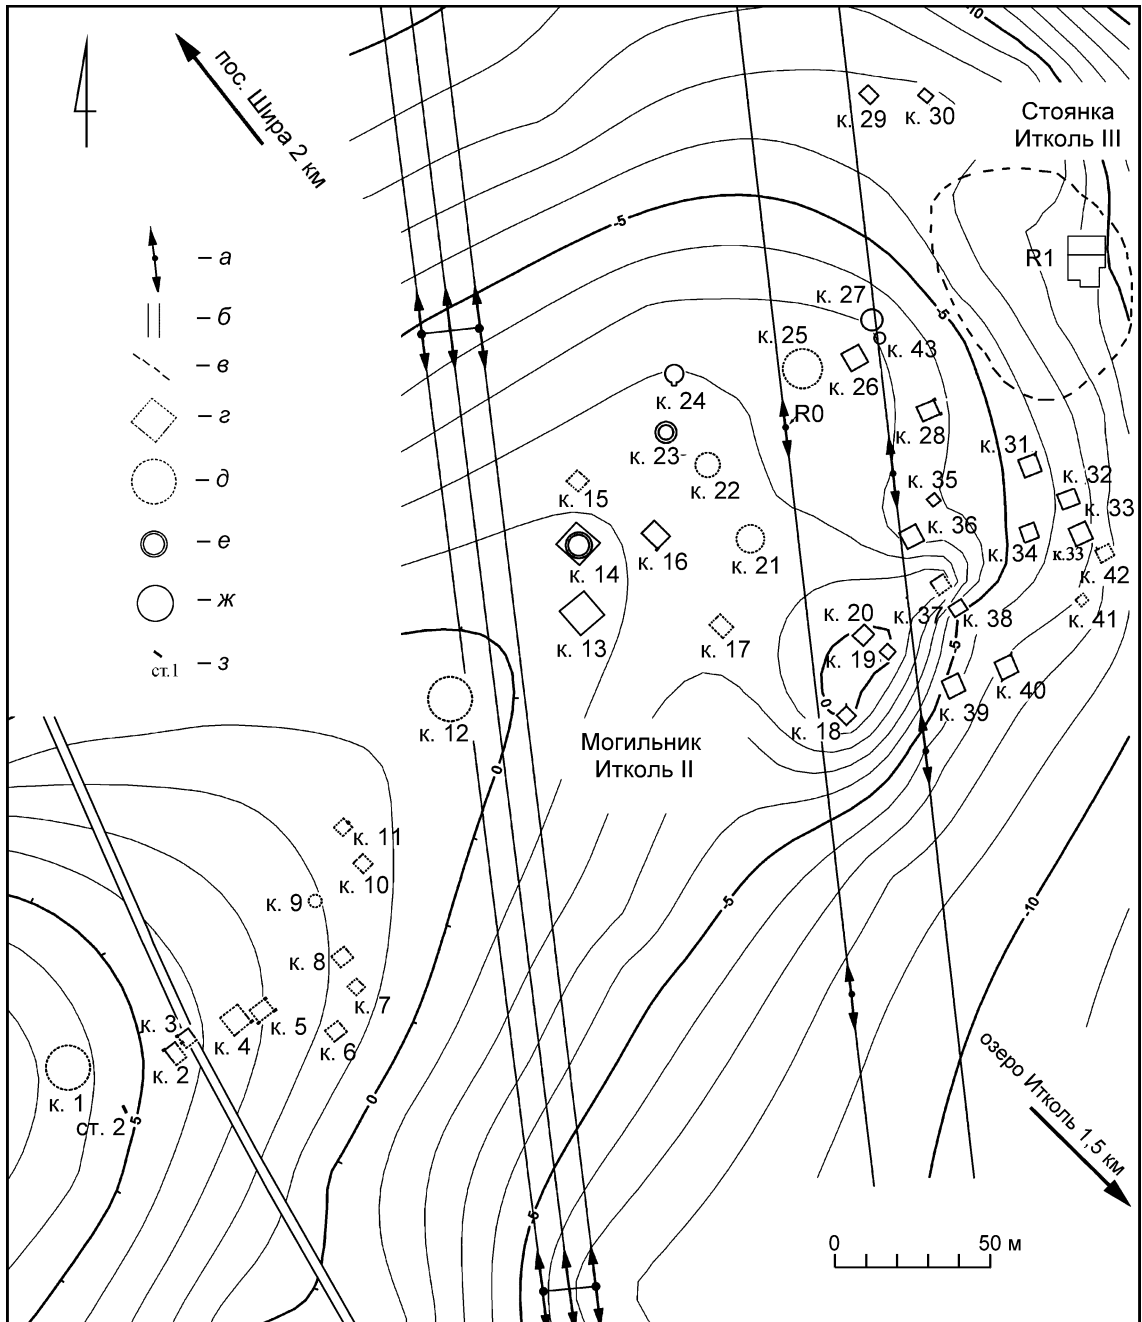 -10
пос. Шира 2 км
к. 29
к. 30
Стоянка
Итколь III
-5
R1
– а
– б
– в
– г
– д
– е
– ж
ст.1 – з
к. 27
-5
к. 25
к. 43
к. 26
к. 24
R0
к. 28
к. 23
к. 22
к. 31
к. 32
к. 15
к. 35
к. 33
к. 36
к. 16
к. 21
к. 34
к.33
к. 14
к. 42
к. 20
к. 37
к. 38
к. 41
к. 13
к. 17
к. 19
-5
к. 40
0
к. 39
к. 12
к. 18
Могильник
Итколь II
0
к. 11
к. 10
к. 9
-5
-10
к. 8
к. 7
к. 3
к. 4
к. 5
к. 6
к. 2
к. 1
0
озеро Итколь 1,5 км
ст. 2
5
-5
0 50 м